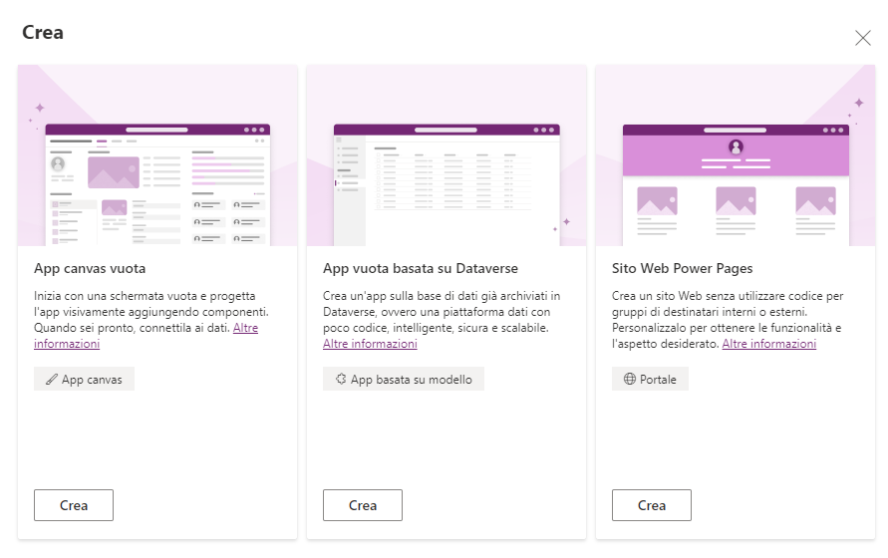 Crea
App canvas vuota
Inizia con una schermata vuota e progetta
l'app visivamente aggiungendo componenti.
Quando sei pronto, connettila ai dati. Altre
informazioni
App canvas
Crea
App vuota basata su Dataverse
Crea un'app sulla base di dati già archiviati in
Dataverse, ovvero una piattaforma dati con
poco codice, intelligente, sicura e scalabile.
Altre informazioni
App basata su modello
Crea
Sito Web Power Pages
Crea un sito Web senza utilizzare codice per
gruppi di destinatari interni o esterni.
Personalizzalo per ottenere le funzionalità e
l'aspetto desiderato. Altre informazioni
Portale
Crea